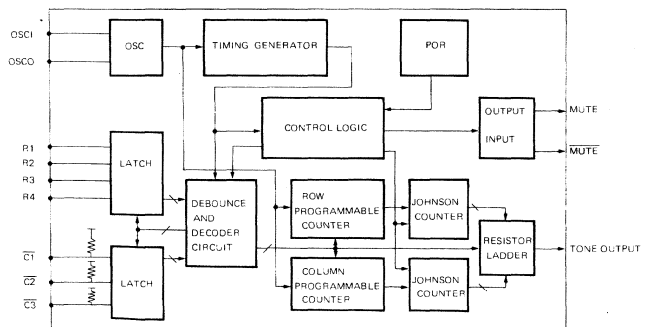 OSCI
OSCO
OSC
TIMING GENERATOR
POR
CONTROL LOGIC
OUTPUT
INPUT
MUTE
MUTE
R1
R2
R3
R4
LATCH
DEBOUNCE
AND
DECODER
CIRCUIT
ROW
PROGRAMMABLE
COUNTER
JOHNSON
COUNTER
RESISTOR
LADDER
TONE OUTPUT
C1
C2
C3
LATCH
COLUMN
PROGRAMMABLE
COUNTER
JOHNSON
COUNTER